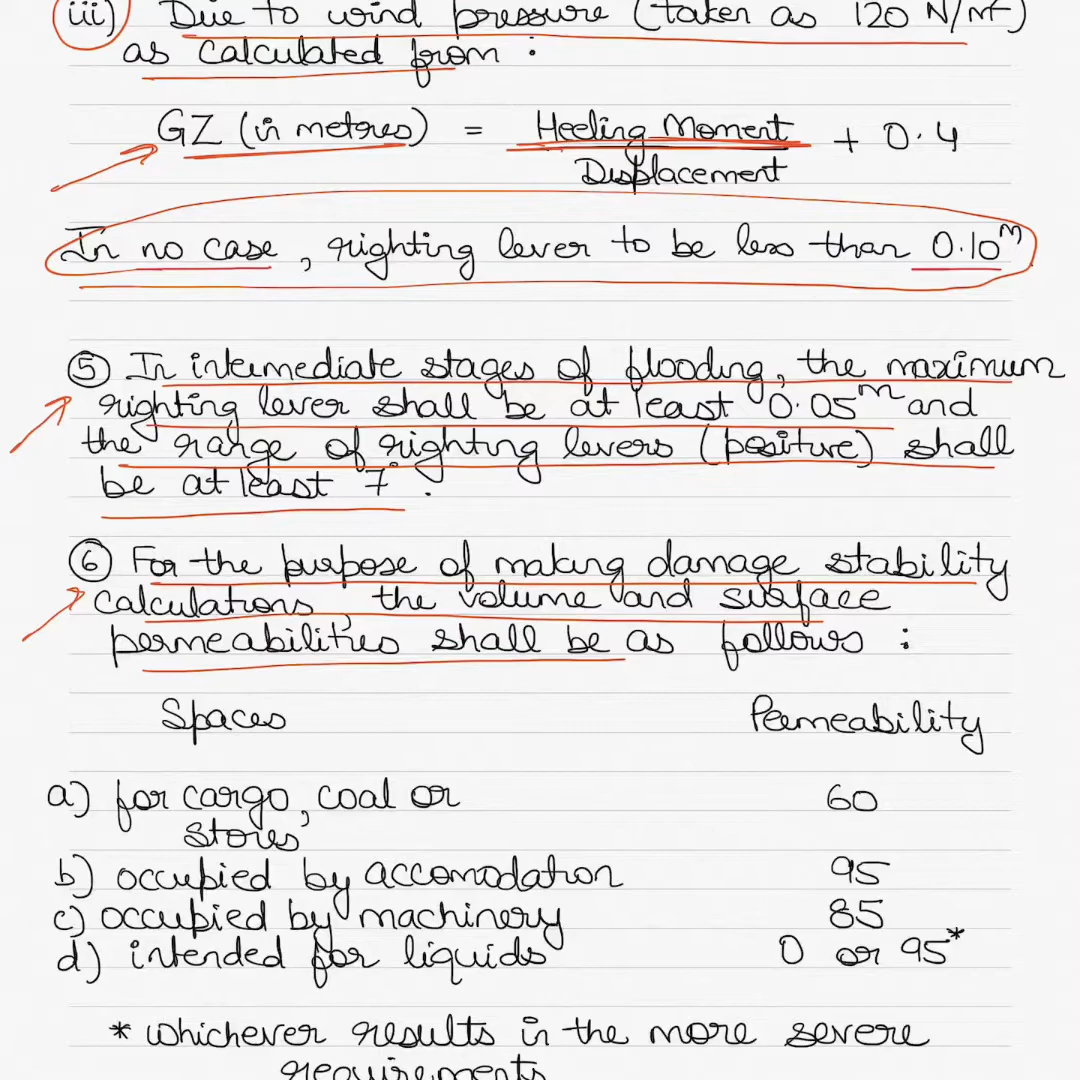 iii) Due to wind pressure (taken as 120 N/m²)
as calculated from :
GZ (in metres) = Heeling Moment + 0.4
Displacement
In no case, righting lever to be less than 0.10ᵐ
⑤ In intermediate stages of flooding, the maximum
righting lever shall be at least 0.05ᵐ and
the range of righting levers (positive) shall
be at least 7°.
⑥ For the purpose of making damage stability
calculations, the volume and surface
permeabilities shall be as follows :
Spaces Permeability
a) for cargo, coal or 60
stores
b) occupied by accomodation 95
c) occupied by machinery 85
d) intended for liquids 0 or 95*
* whichever results in the more severe
requirements